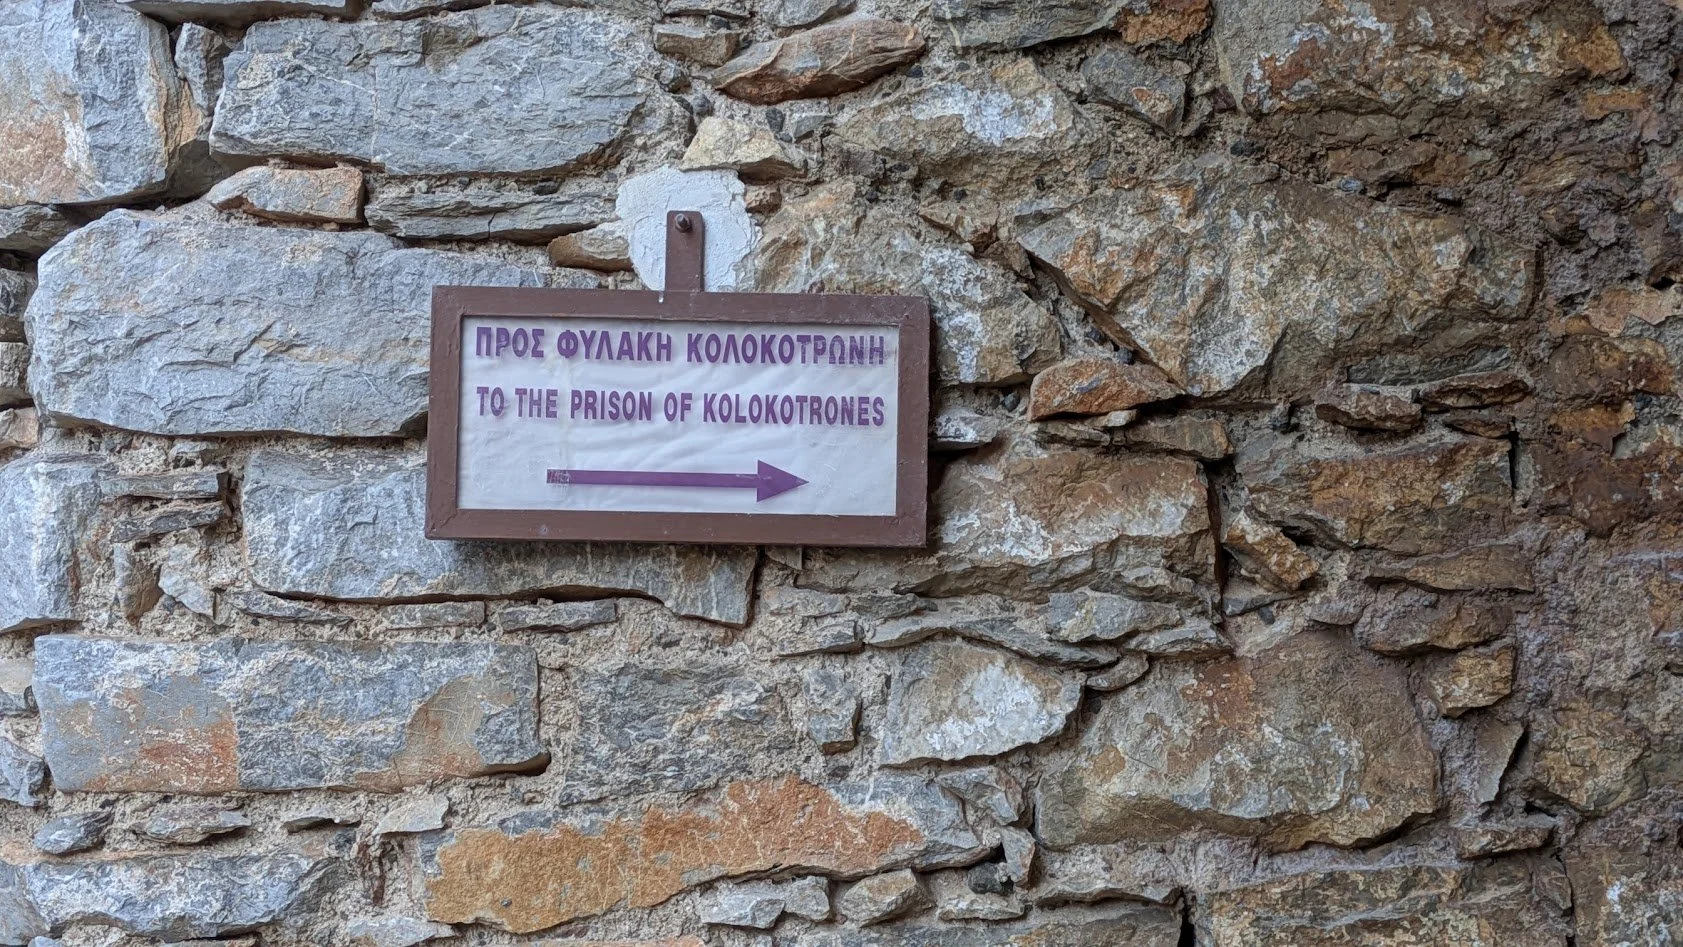 ΠΡΟΣ ΦΥΛΑΚΗ ΚΟΛΟΚΟΤΡΩΝΗ
TO THE PRISON OF KOLOKOTRONES